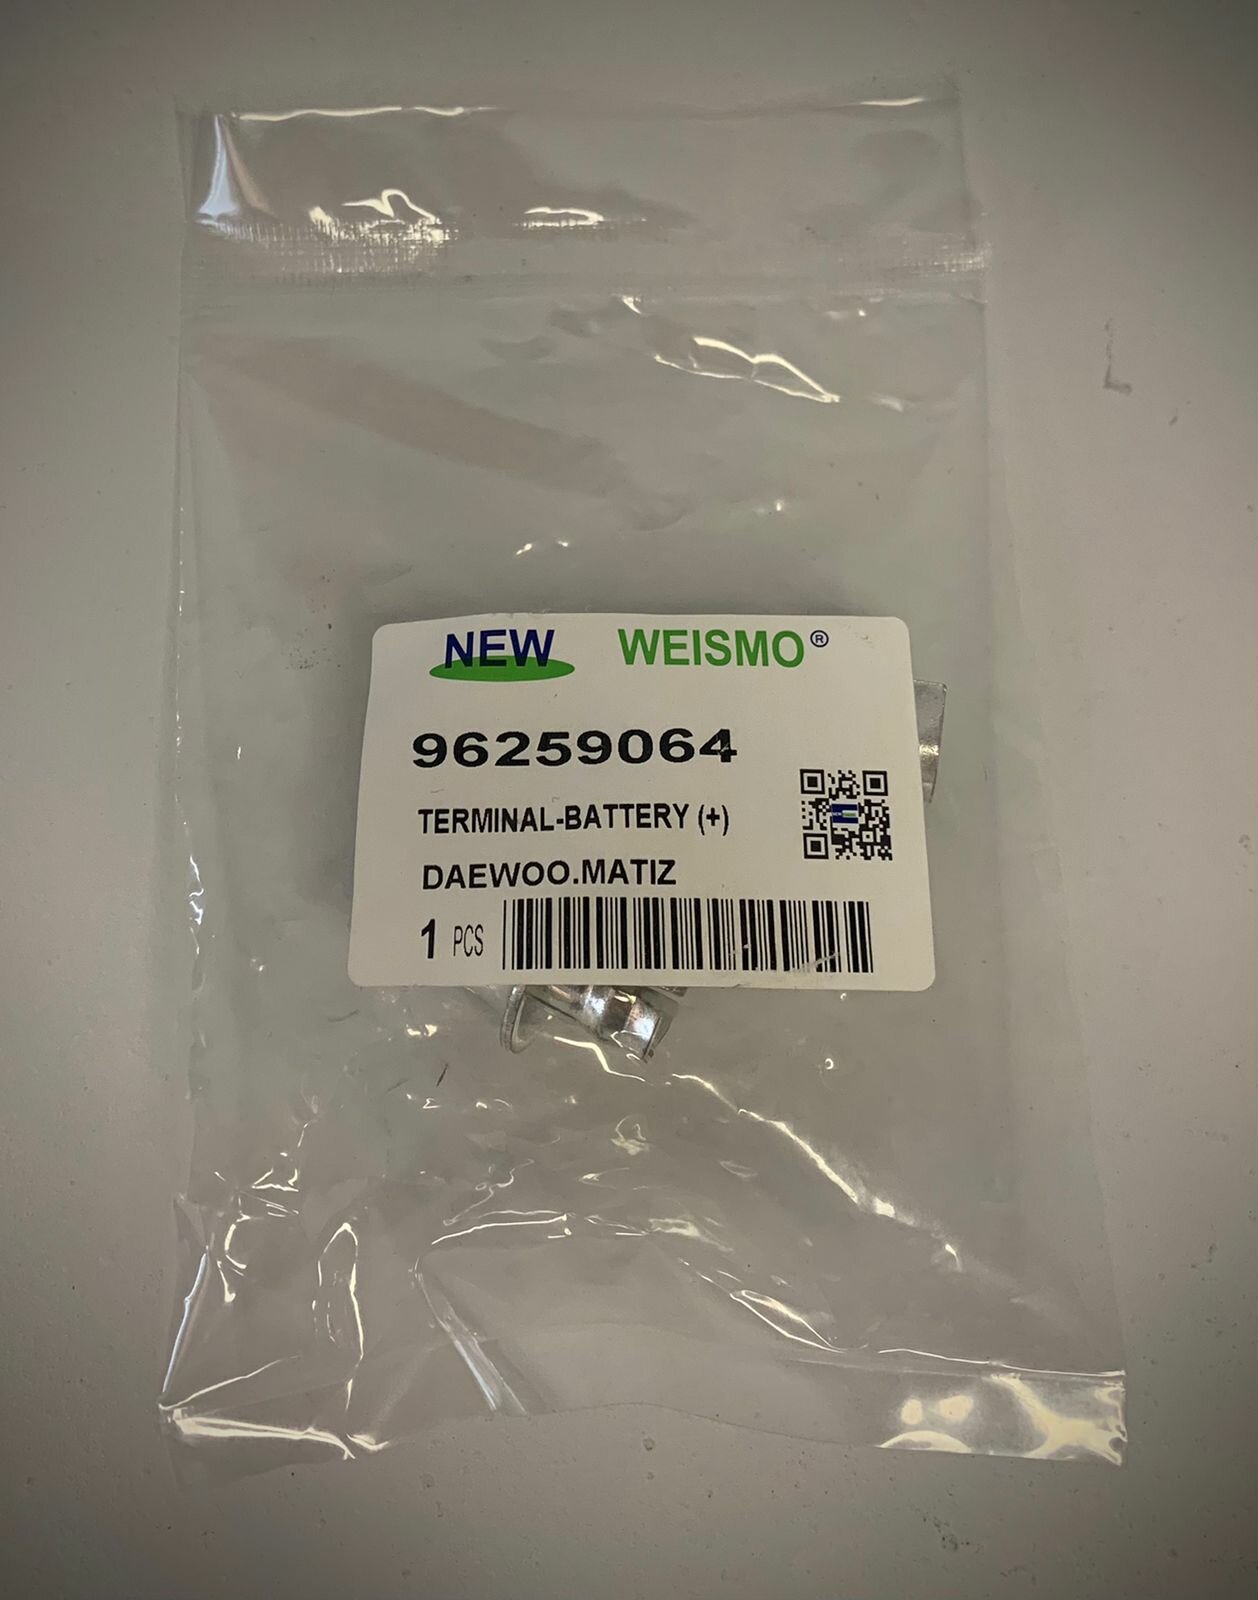 NEW WEISMO®
96259064
TERMINAL-BATTERY (+)
DAEWOO.MATIZ
1 PCS